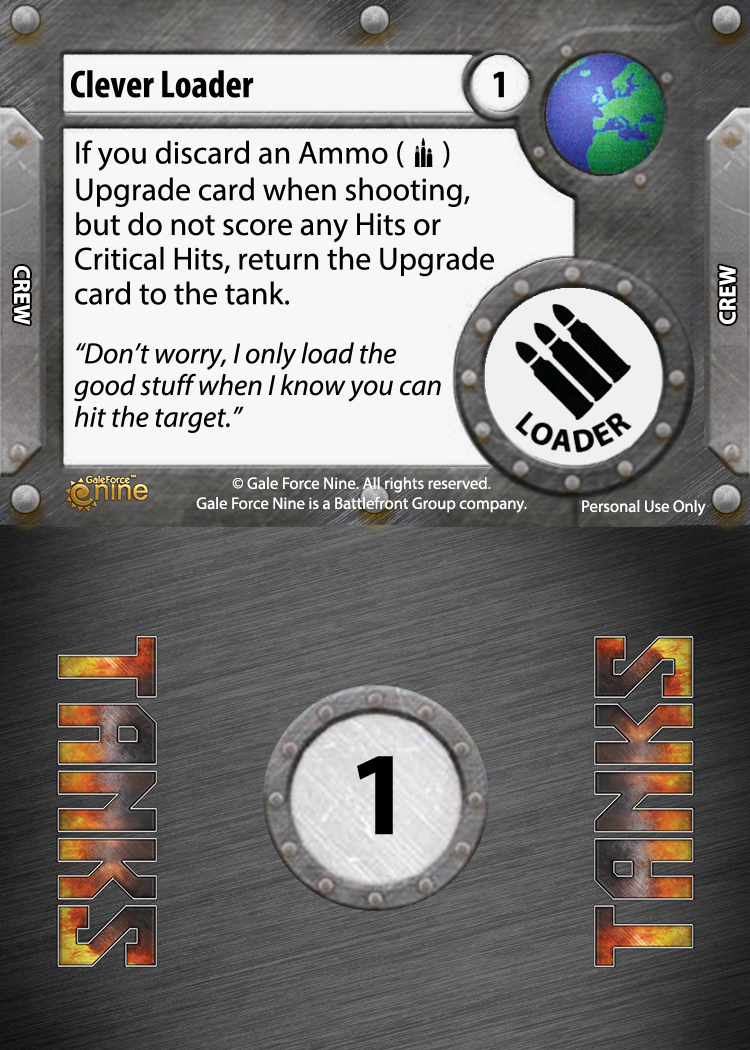 Clever Loader
1
If you discard an Ammo ( )
Upgrade card when shooting,
but do not score any Hits or
Critical Hits, return the Upgrade
card to the tank.
“Don’t worry, I only load the
good stuff when I know you can
hit the target.”
CREW
CREW
LOADER
GaleForce™
nine
© Gale Force Nine. All rights reserved.
Gale Force Nine is a Battlefront Group company.
Personal Use Only
TANKS
1
TANKS